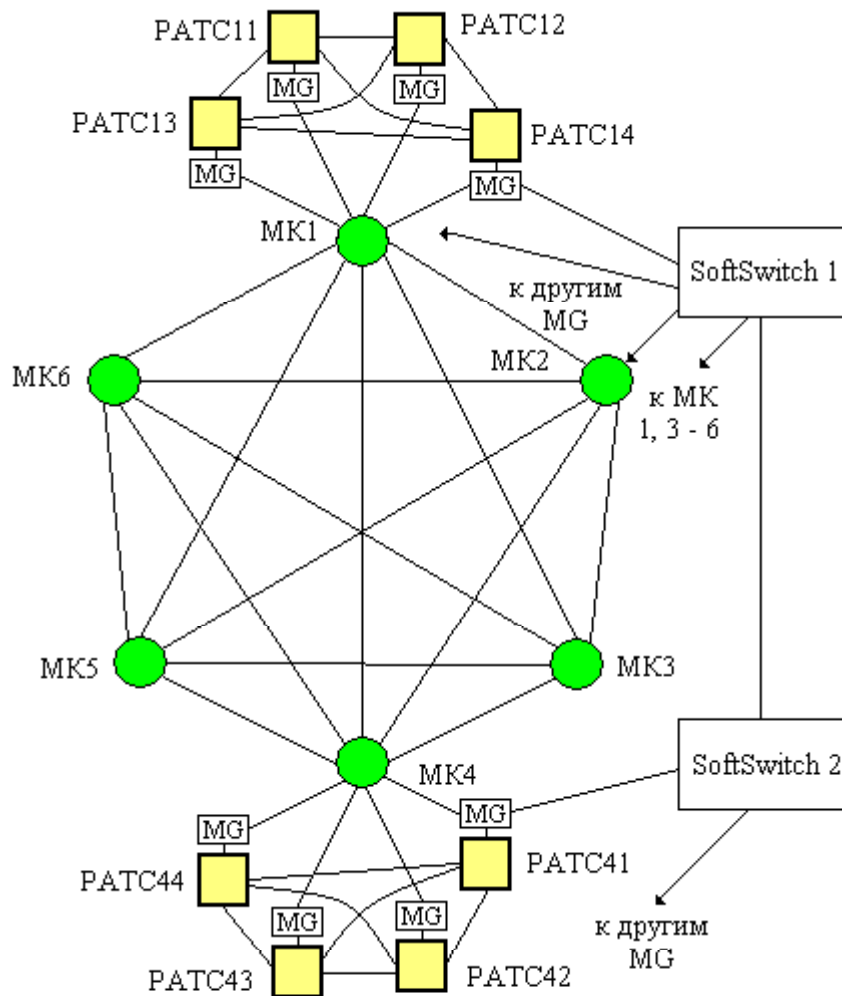 РАТС11
РАТС12
MG
MG
РАТС13
РАТС14
MG
MG
МК1
SoftSwitch 1
к другим
MG
МК6
МК2
к МК
1, 3 - 6
МК5
МК3
SoftSwitch 2
МК4
MG
MG
РАТС44
РАТС41
MG
MG
к другим
MG
РАТС43
РАТС42